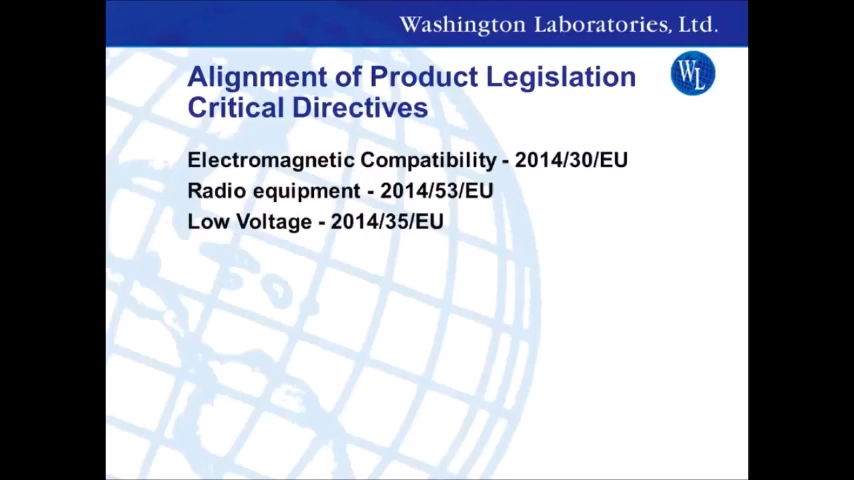 Washington Laboratories, Ltd.
Alignment of Product Legislation
Critical Directives
WL
Electromagnetic Compatibility - 2014/30/EU
Radio equipment - 2014/53/EU
Low Voltage - 2014/35/EU